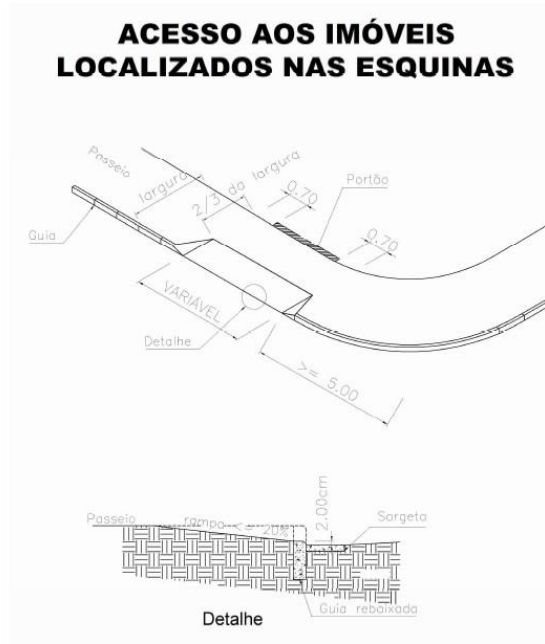 ACESSO AOS IMÓVEIS
LOCALIZADOS NAS ESQUINAS
Passeio
largura
2/3 da largura
0.70
Portão
0.70
Guia
VARIÁVEL
Detalhe
>= 5.00
Passeio
rampa <= 20%
2.00cm
Sargeta
Guia rebaixada
Detalhe